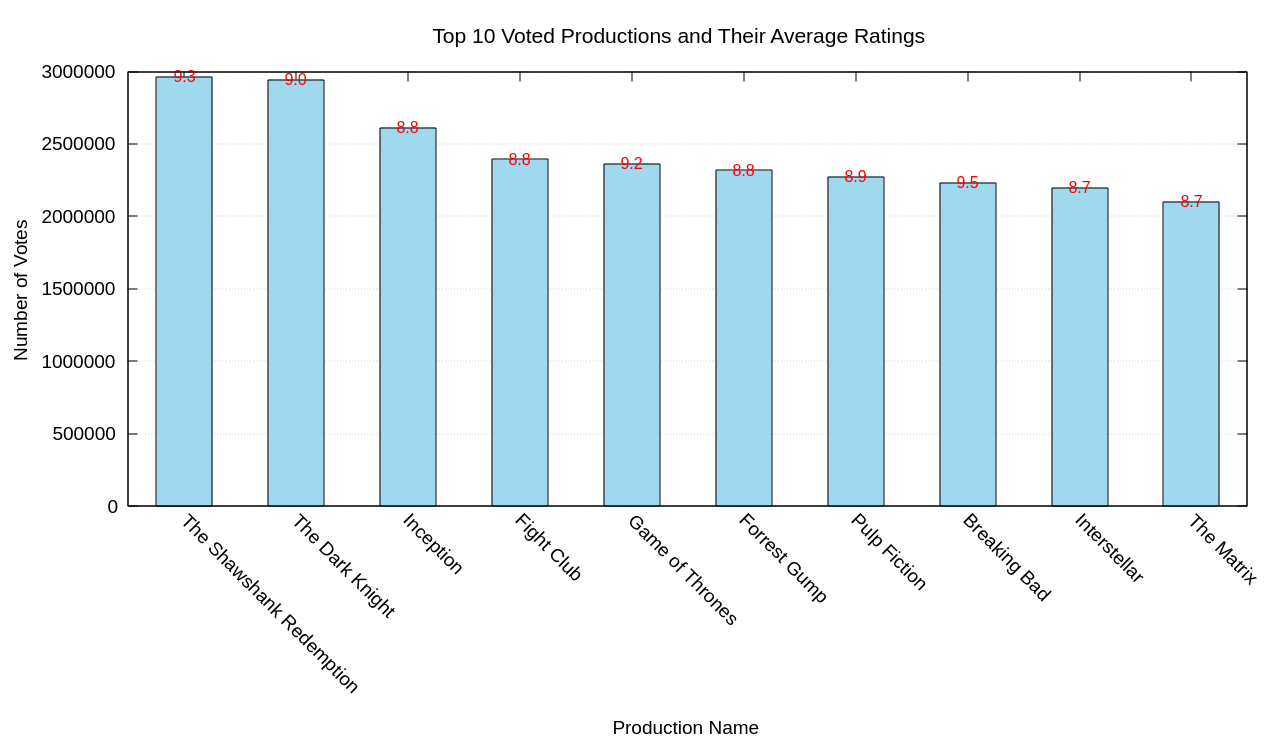 Top 10 Voted Productions and Their Average Ratings
3000000
2500000
2000000
1500000
1000000
500000
0
Number of Votes
9.3
9.0
8.8
8.8
9.2
8.8
8.9
9.5
8.7
8.7
The Shawshank Redemption
The Dark Knight
Inception
Fight Club
Game of Thrones
Forrest Gump
Pulp Fiction
Breaking Bad
Interstellar
The Matrix
Production Name